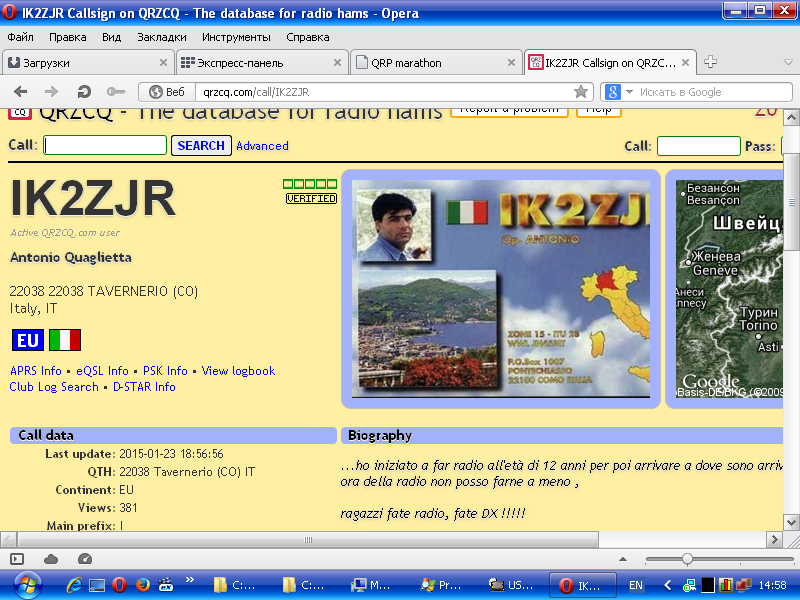 IK2ZJR Callsign on QRZCQ - The database for radio hams - Opera
Файл Правка Вид Закладки Инструменты Справка
Загрузки Экспресс-панель QRP marathon IK2ZJR Callsign on QRZC...
Веб qrzcq.com/call/IK2ZJR Искать в Google
CQ QRZCQ - The database for radio hams Report a problem Help 20
Call: SEARCH Advanced Call: Pass:
IK2ZJR
VERIFIED
Active QRZCQ.com user
Antonio Quaglietta
22038 22038 TAVERNERIO (CO)
Italy, IT
EU
APRS Info • eQSL Info • PSK Info • View logbook
Club Log Search • D-STAR Info
IK2ZJ
Op. ANTONIO
ZONE 15 - ITU 28
WWL JN45MT
P.O.Box 1007
PONTECHIASSO
22100 COMO ITALIA
Безансон
Besançon
Швейц
Женева
Geneve
Анеси
nnecy
Турин
Torino
Asti
Google
Basis-DE/BKG (©2009
Call data
Last update: 2015-01-23 18:56:56
QTH: 22038 Tavernerio (CO) IT
Continent: EU
Views: 381
Main prefix: I
Biography
...ho iniziato a far radio all'età di 12 anni per poi arrivare a dove sono arriv
ora della radio non posso farne a meno ,
ragazzi fate radio, fate DX !!!!!
C:... C:... M... Pr... US... IK... EN 14:58